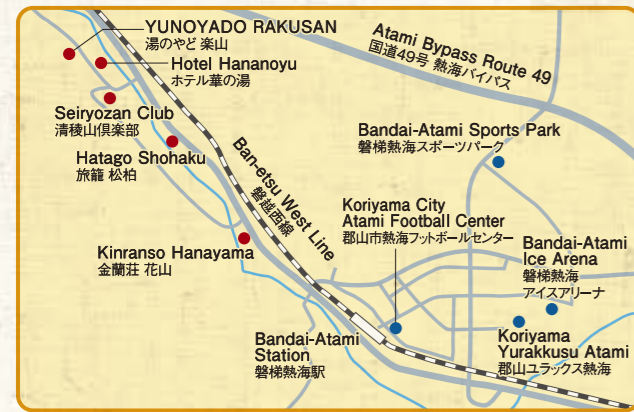 YUNOYADO RAKUSAN
湯のやど 楽山
Hotel Hananoyu
ホテル華の湯
Seiryozan Club
清稜山倶楽部
Hatago Shohaku
旅籠 松柏
Kinranso Hanayama
金蘭荘 花山
Ban-etsu West Line
磐越西線
Atami Bypass Route 49
国道49号 熱海バイパス
Bandai-Atami Sports Park
磐梯熱海スポーツパーク
Koriyama City
Atami Football Center
郡山市熱海フットボールセンター
Bandai-Atami
Ice Arena
磐梯熱海
アイスアリーナ
Bandai-Atami
Station
磐梯熱海駅
Koriyama
Yurakkusu Atami
郡山ユラックス熱海